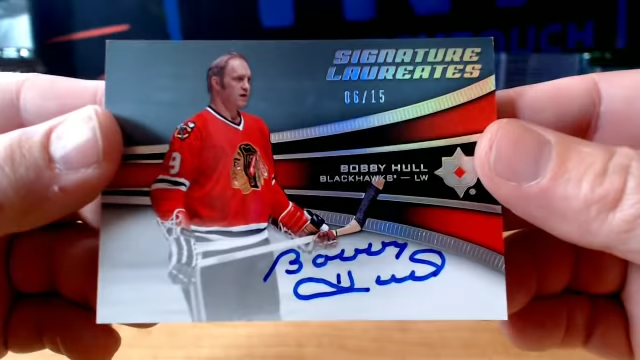 SIGNATURE
LAUREATES
06/15
BOBBY HULL
BLACKHAWKS® — LW
®
9
Bobby
Hull